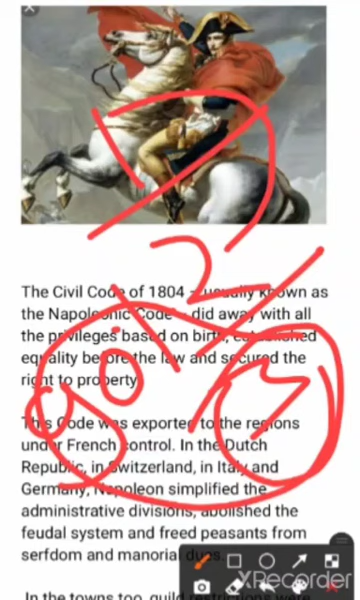 The Civil Code of 1804 – usually known as
the Napoleonic Code – did away with all
the privileges based on birth, established
equality before the law and secured the
right to property.
This Code was exported to the regions
under French control. In the Dutch
Republic, in Switzerland, in Italy and
Germany, Napoleon simplified the
administrative divisions, abolished the
feudal system and freed peasants from
serfdom and manorial dues.
In the towns too, guild restrictions were
XRecorder